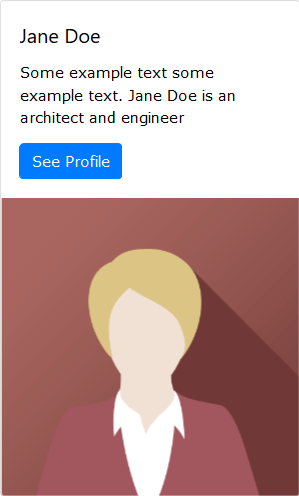 Jane Doe
Some example text some
example text. Jane Doe is an
architect and engineer
See Profile